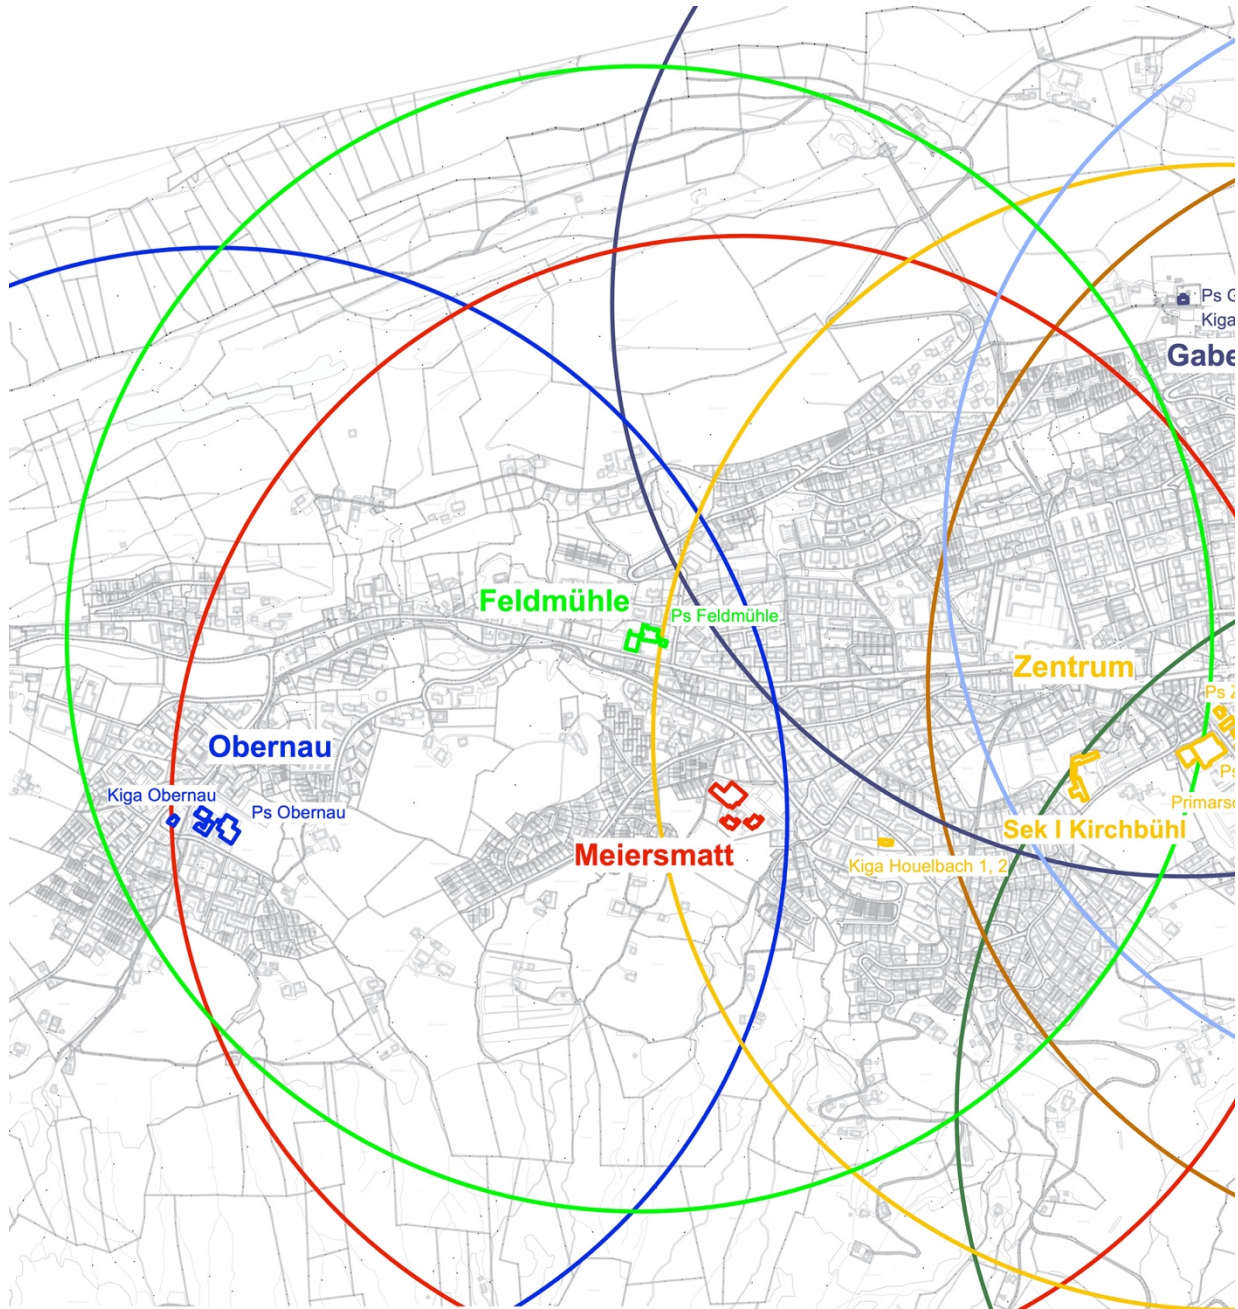 Ps G
Kiga
Gabe
Feldmühle
Ps Feldmühle
Zentrum
Ps Z
Obernau
Kiga Obernau
Ps Obernau
Ps
Primarsc
Meiersmatt
Sek I Kirchbühl
Kiga Houelbach 1, 2